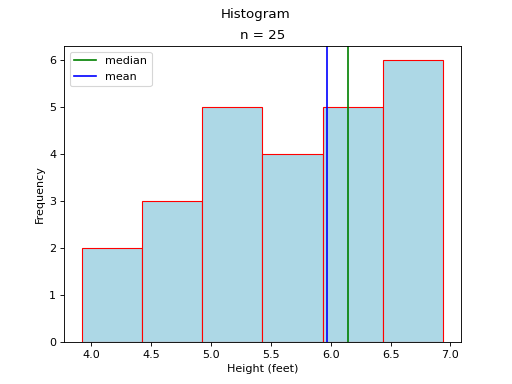 Histogram
n = 25
median
mean
Frequency
6
5
4
3
2
1
0
4.0 4.5 5.0 5.5 6.0 6.5 7.0
Height (feet)